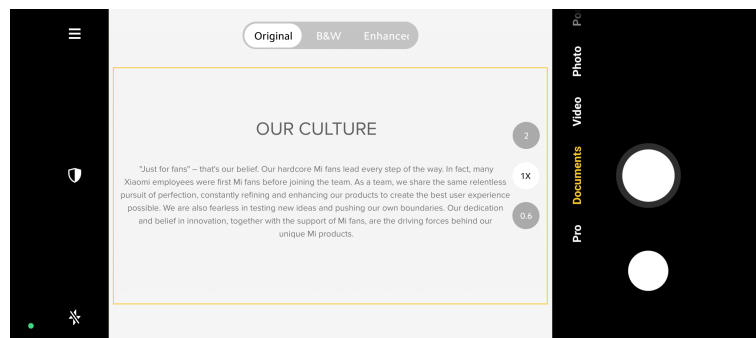 Original B&W Enhanced
OUR CULTURE
"Just for fans" – that's our belief. Our hardcore Mi fans lead every step of the way. In fact, many
Xiaomi employees were first Mi fans before joining the team. As a team, we share the same relentless
pursuit of perfection, constantly refining and enhancing our products to create the best user experience
possible. We are also fearless in testing new ideas and pushing our own boundaries. Our dedication
and belief in innovation, together with the support of Mi fans, are the driving forces behind our
unique Mi products.
2
1X
0.6
Po
Photo
Video
Documents
Pro